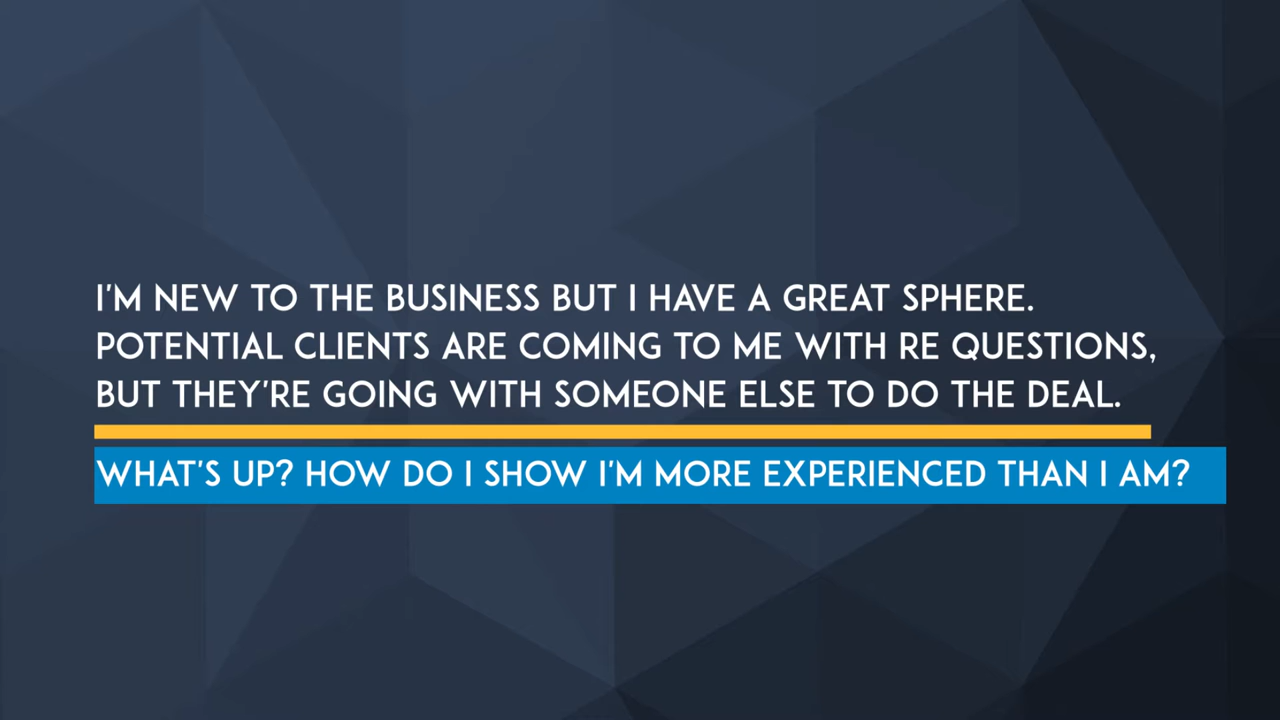 I'M NEW TO THE BUSINESS BUT I HAVE A GREAT SPHERE.
POTENTIAL CLIENTS ARE COMING TO ME WITH RE QUESTIONS,
BUT THEY'RE GOING WITH SOMEONE ELSE TO DO THE DEAL.
WHAT'S UP? HOW DO I SHOW I'M MORE EXPERIENCED THAN I AM?